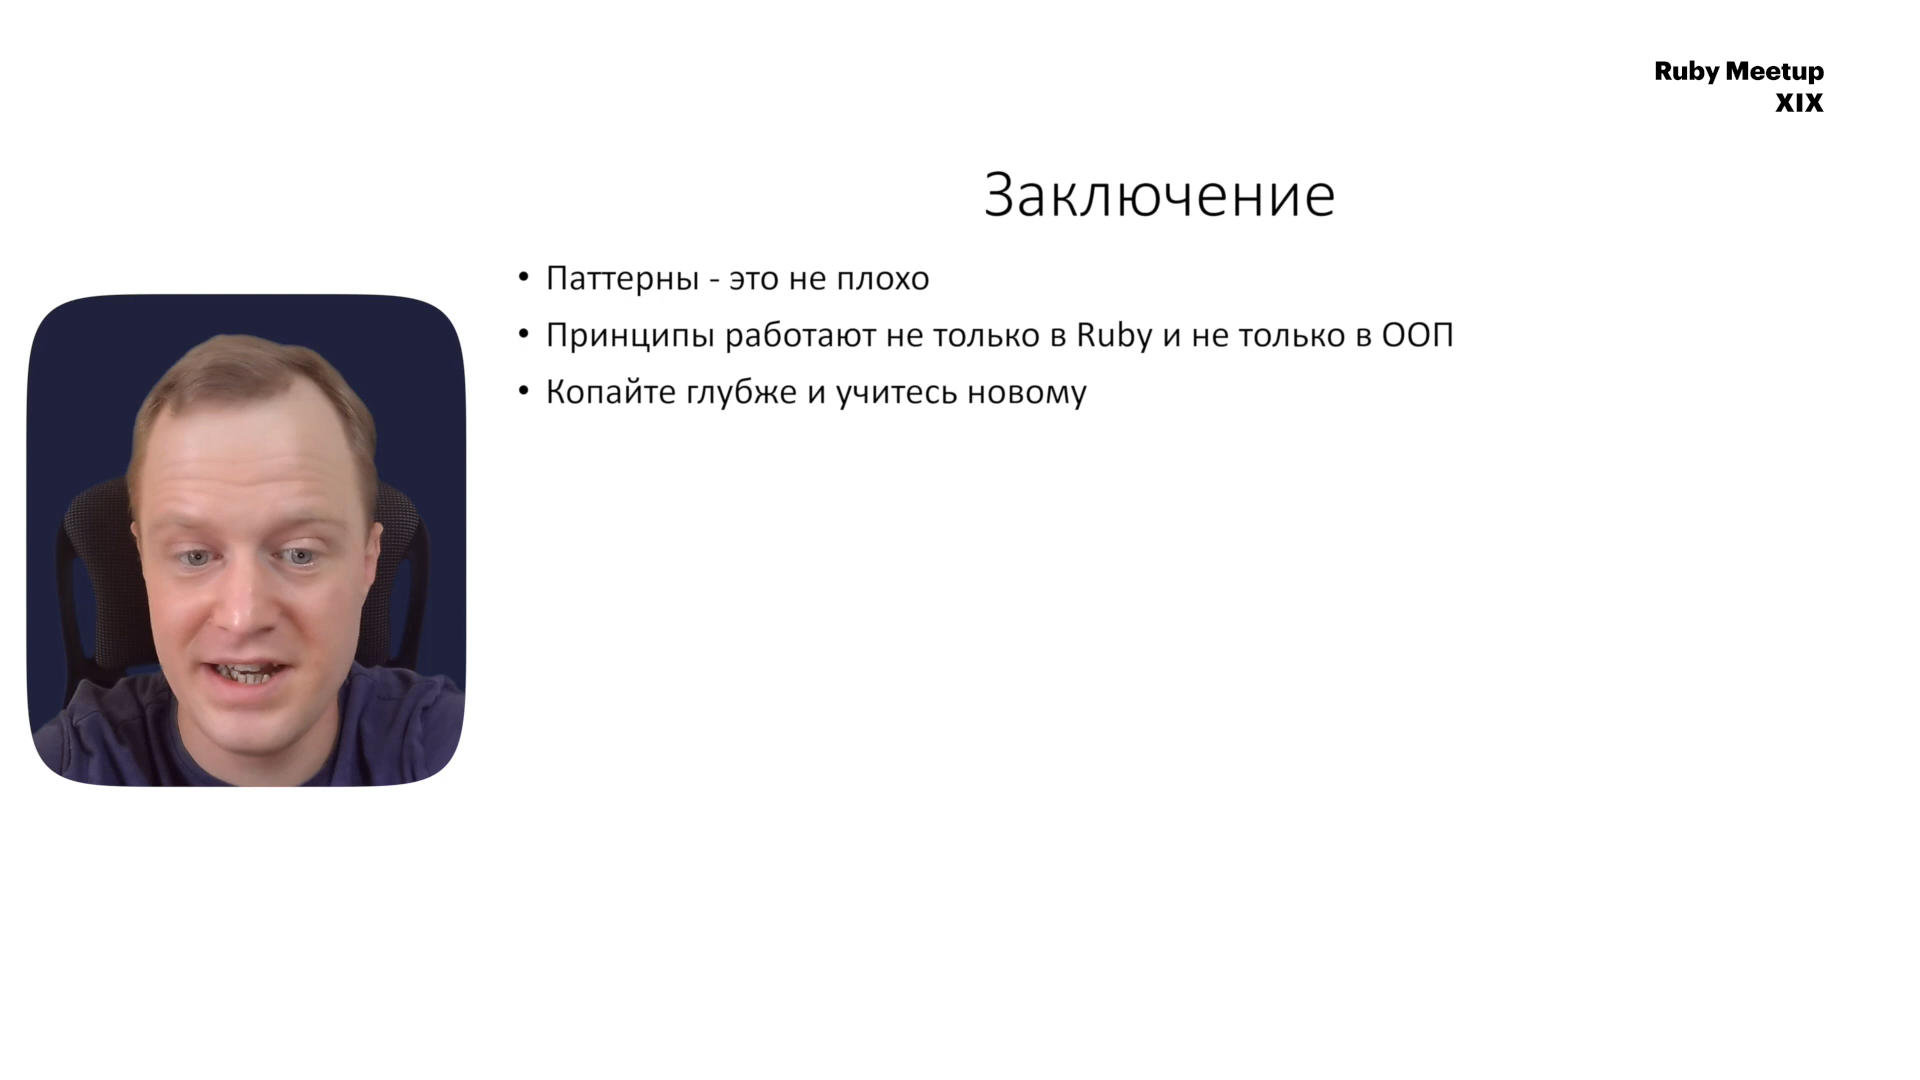 Ruby Meetup
XIX
Заключение
• Паттерны - это не плохо
• Принципы работают не только в Ruby и не только в ООП
• Копайте глубже и учитесь новому